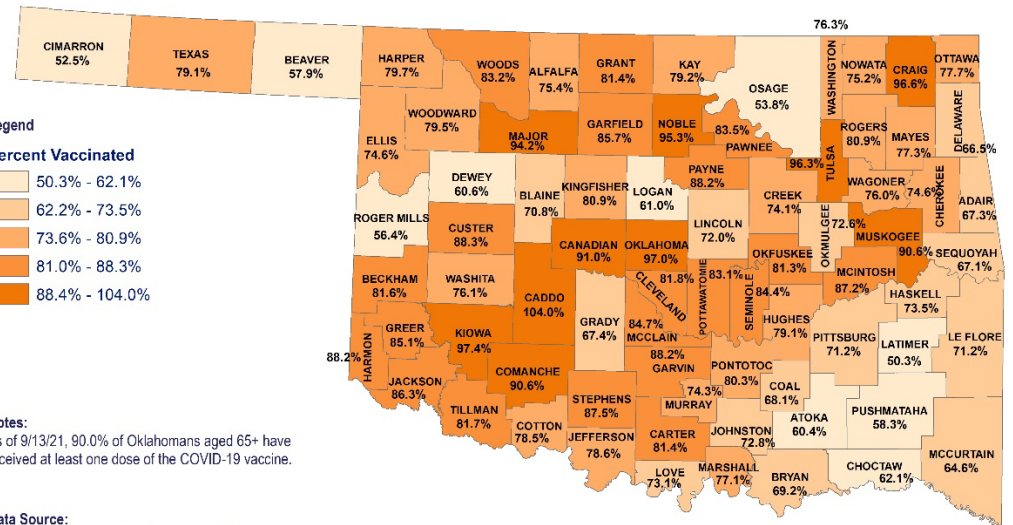 76.3%
CIMARRON
52.5%
TEXAS
79.1%
BEAVER
57.9%
HARPER
79.7%
WOODS
83.2%
ALFALFA
75.4%
GRANT
81.4%
KAY
79.2%
OSAGE
53.8%
WASHINGTON
NOWATA
75.2%
CRAIG
96.6%
OTTAWA
77.7%
WOODWARD
79.5%
MAJOR
94.2%
GARFIELD
85.7%
NOBLE
95.3%
83.5%
PAWNEE
96.3%
TULSA
ROGERS
80.9%
MAYES
77.3%
DELAWARE
66.5%
ELLIS
74.6%
egend
ercent Vaccinated
50.3% - 62.1%
62.2% - 73.5%
73.6% - 80.9%
81.0% - 88.3%
88.4% - 104.0%
DEWEY
60.6%
BLAINE
70.8%
KINGFISHER
80.9%
LOGAN
61.0%
PAYNE
88.2%
CREEK
74.1%
WAGONER
76.0%
74.6%
CHEROKEE
ADAIR
67.3%
ROGER MILLS
56.4%
CUSTER
88.3%
CANADIAN
91.0%
OKLAHOMA
97.0%
LINCOLN
72.0%
OKMULGEE
72.6%
MUSKOGEE
90.6%
SEQUOYAH
67.1%
OKFUSKEE
81.3%
MCINTOSH
87.2%
BECKHAM
81.6%
WASHITA
76.1%
CADDO
104.0%
GRADY
67.4%
CLEVELAND
81.8%
POTTAWATOMIE
83.1%
SEMINOLE
84.4%
HUGHES
79.1%
HASKELL
73.5%
PITTSBURG
71.2%
LATIMER
50.3%
LE FLORE
71.2%
GREER
85.1%
KIOWA
97.4%
84.7%
MCCLAIN
88.2%
HARMON
JACKSON
86.3%
COMANCHE
90.6%
88.2%
GARVIN
PONTOTOC
80.3%
COAL
68.1%
STEPHENS
87.5%
74.3%
MURRAY
TILLMAN
81.7%
COTTON
78.5%
JEFFERSON
78.6%
CARTER
81.4%
JOHNSTON
72.8%
ATOKA
60.4%
PUSHMATAHA
58.3%
LOVE
73.1%
MARSHALL
77.1%
BRYAN
69.2%
CHOCTAW
62.1%
MCCURTAIN
64.6%
otes:
s of 9/13/21, 90.0% of Oklahomans aged 65+ have
ceived at least one dose of the COVID-19 vaccine.
ata Source: